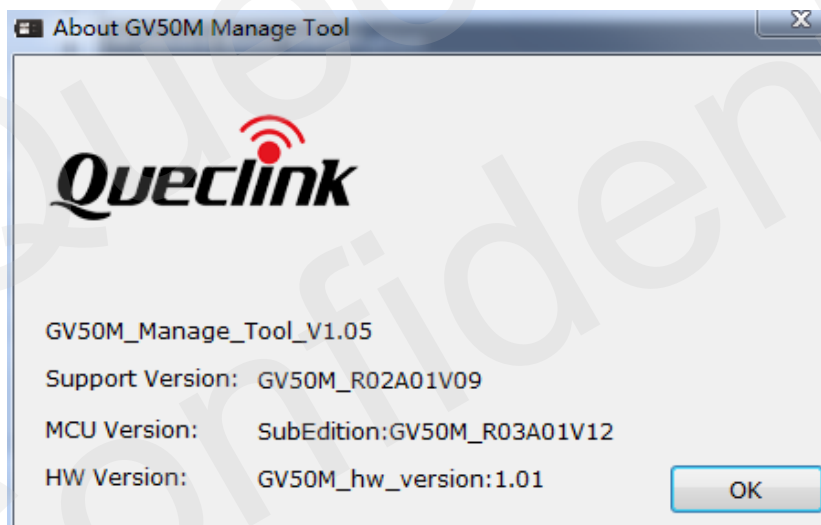 About GV50M Manage Tool
Queclink
GV50M_Manage_Tool_V1.05
Support Version: GV50M_R02A01V09
MCU Version: SubEdition:GV50M_R03A01V12
HW Version: GV50M_hw_version:1.01
OK